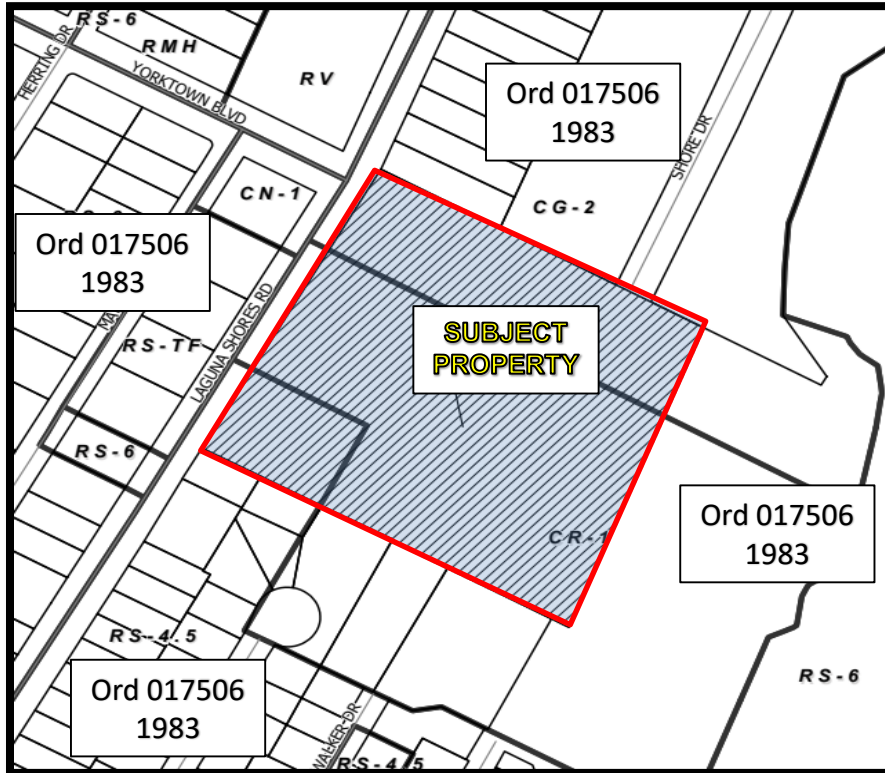 RS-6
HERRING DR
RMH
YORKTOWN BLVD
RV
Ord 017506
1983
SHORE DR
CN-1
CG-2
Ord 017506
1983
SUBJECT
PROPERTY
RS-TF
LAGUNA SHORES RD
RS-6
Ord 017506
1983
CR-1
RS-4.5
RS-6
Ord 017506
1983
WALKER DR
RS-4.5